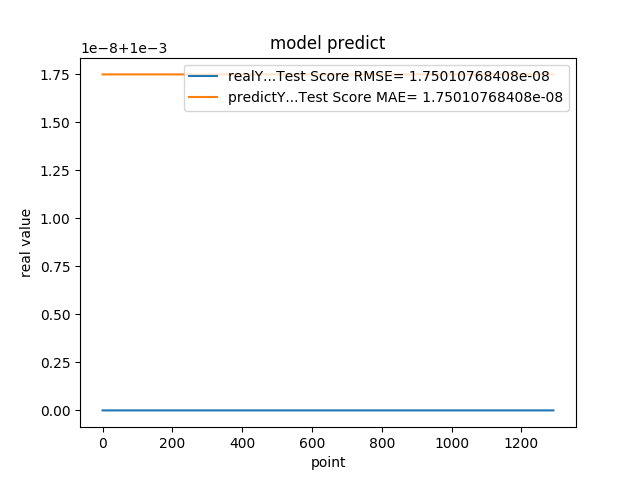 model predict
1e−8+1e−3
realY...Test Score RMSE= 1.75010768408e-08
predictY...Test Score MAE= 1.75010768408e-08
1.75
1.50
1.25
1.00
0.75
0.50
0.25
0.00
real value
0 200 400 600 800 1000 1200
point